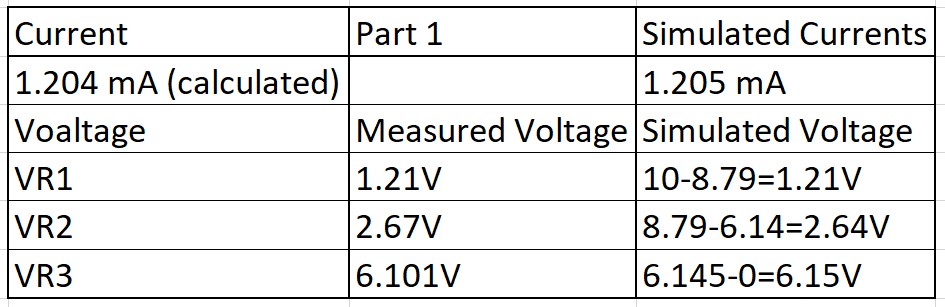 Current Part 1 Simulated Currents
1.204 mA (calculated) 1.205 mA
Voaltage Measured Voltage Simulated Voltage
VR1 1.21V 10-8.79=1.21V
VR2 2.67V 8.79-6.14=2.64V
VR3 6.101V 6.145-0=6.15V